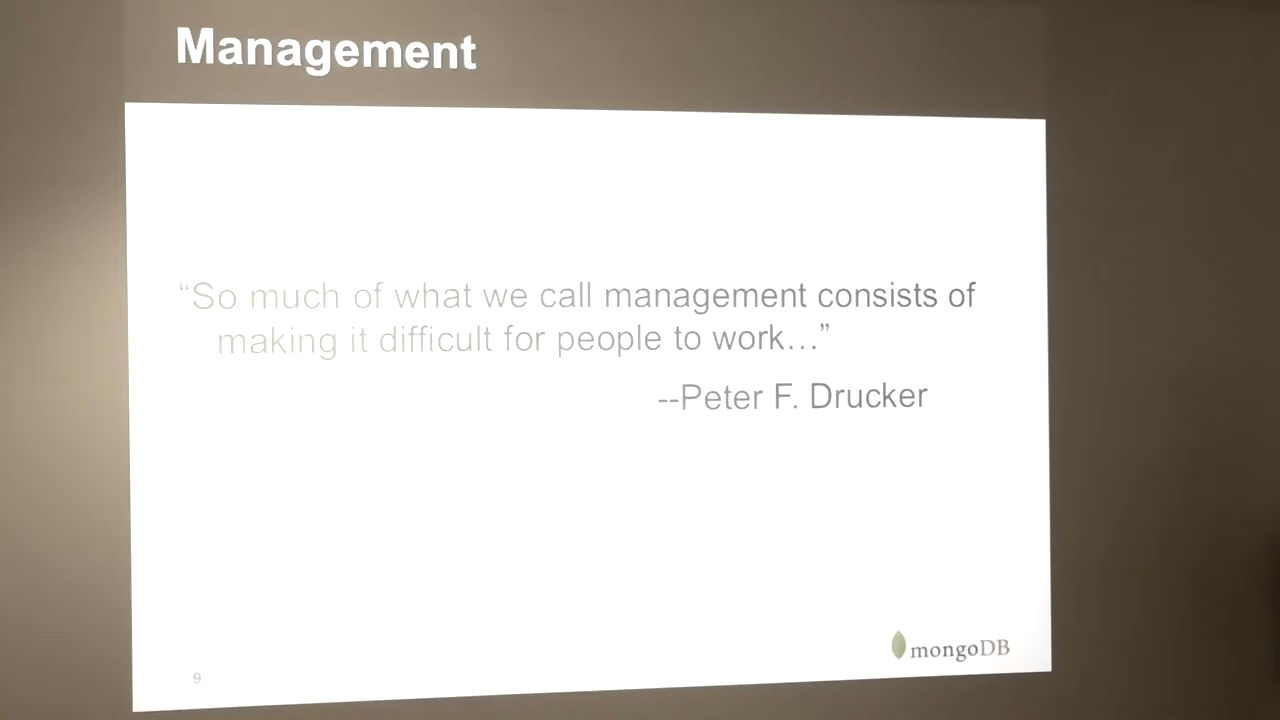 Management
“So much of what we call management consists of
making it difficult for people to work…”
--Peter F. Drucker
mongoDB
9